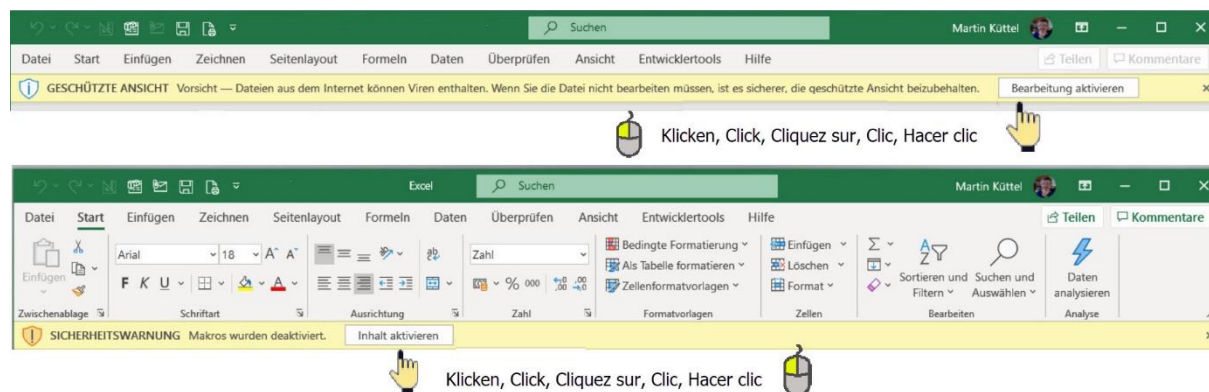 Suchen Martin Küttel
Datei Start Einfügen Zeichnen Seitenlayout Formeln Daten Überprüfen Ansicht Entwicklertools Hilfe Teilen Kommentare
GESCHÜTZTE ANSICHT Vorsicht — Dateien aus dem Internet können Viren enthalten. Wenn Sie die Datei nicht bearbeiten müssen, ist es sicherer, die geschützte Ansicht beizubehalten. Bearbeitung aktivieren
Klicken, Click, Cliquez sur, Clic, Hacer clic
Excel Suchen Martin Küttel
Datei Start Einfügen Zeichnen Seitenlayout Formeln Daten Überprüfen Ansicht Entwicklertools Hilfe Teilen Kommentare
Einfügen
Arial 18 A A
F K U A
ab
Zahl
% 000
Bedingte Formatierung
Als Tabelle formatieren
Zellenformatvorlagen
Einfügen
Löschen
Format
Sortieren und
Filtern
Suchen und
Auswählen
Daten
analysieren
Zwischenablage Schriftart Ausrichtung Zahl Formatvorlagen Zellen Bearbeiten Analyse
SICHERHEITSWARNUNG Makros wurden deaktiviert. Inhalt aktivieren
Klicken, Click, Cliquez sur, Clic, Hacer clic